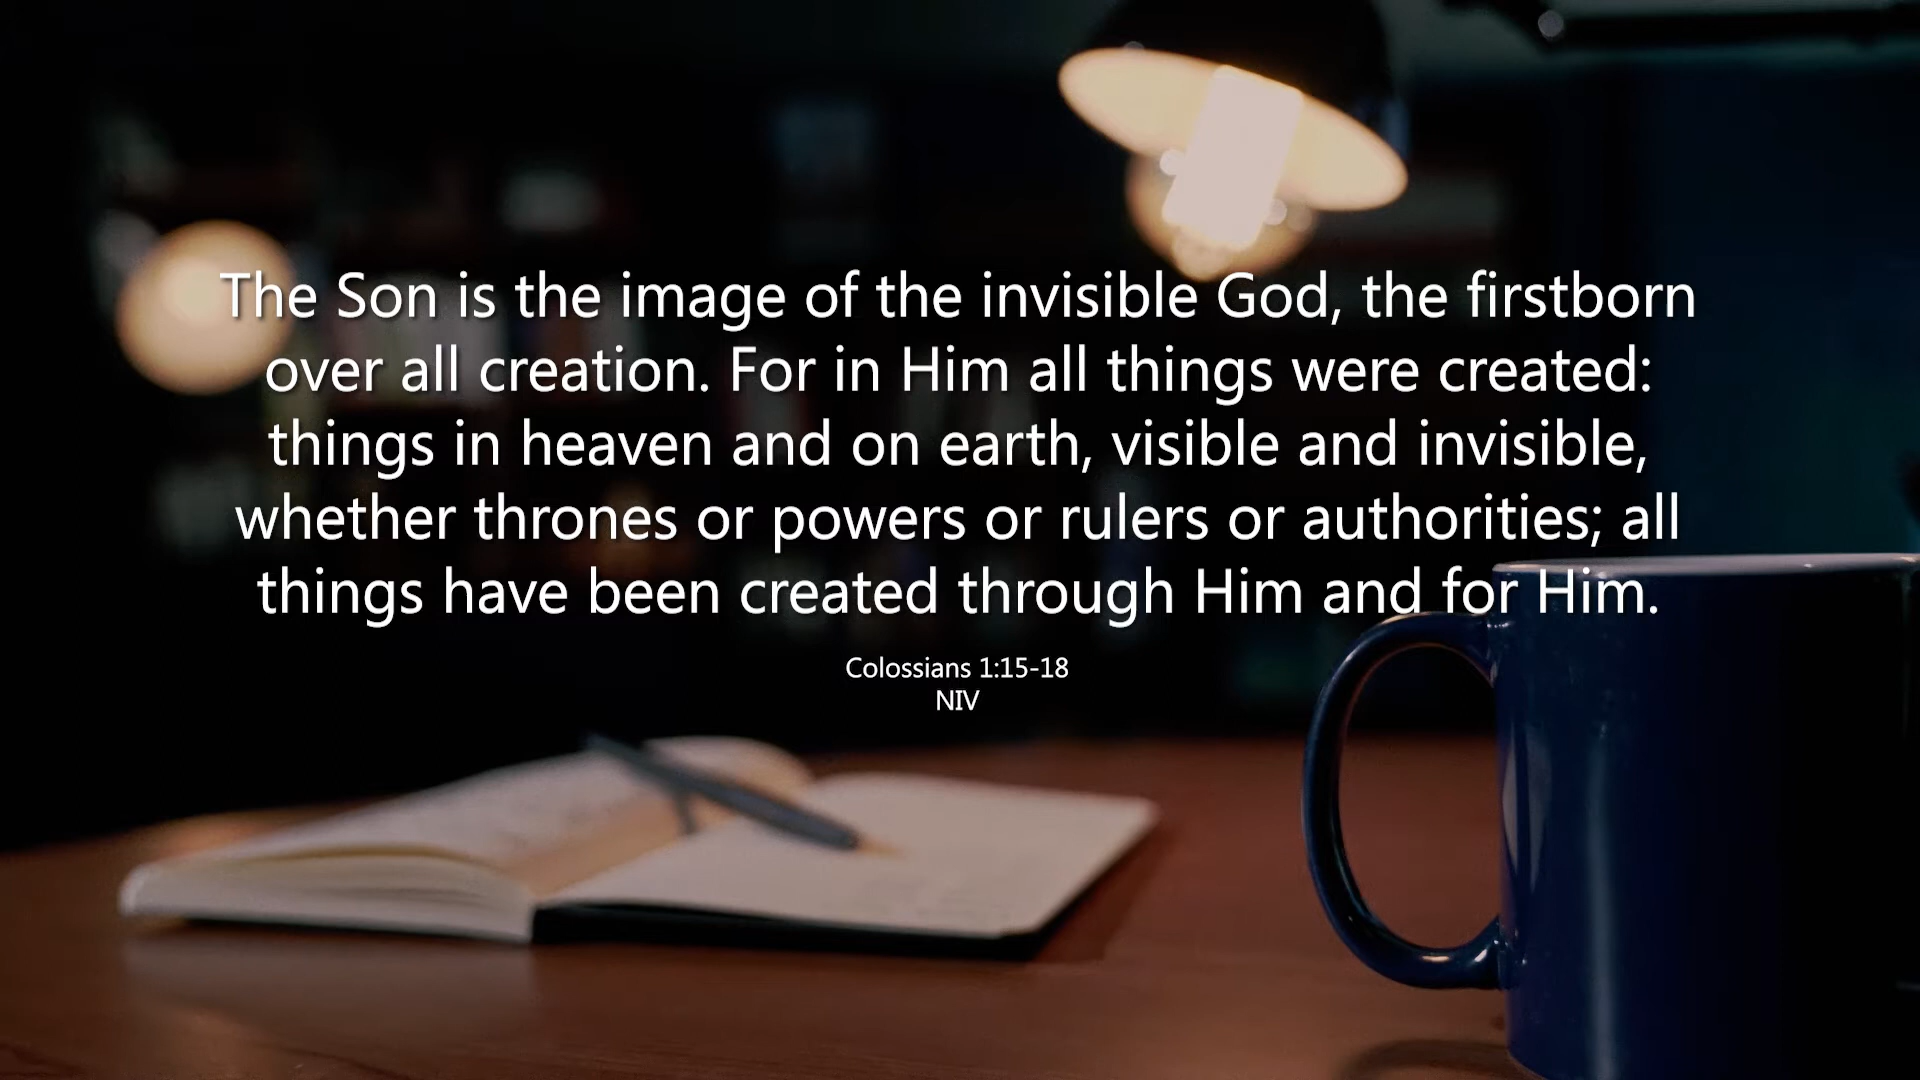 The Son is the image of the invisible God, the firstborn
over all creation. For in Him all things were created:
things in heaven and on earth, visible and invisible,
whether thrones or powers or rulers or authorities; all
things have been created through Him and for Him.
Colossians 1:15-18
NIV